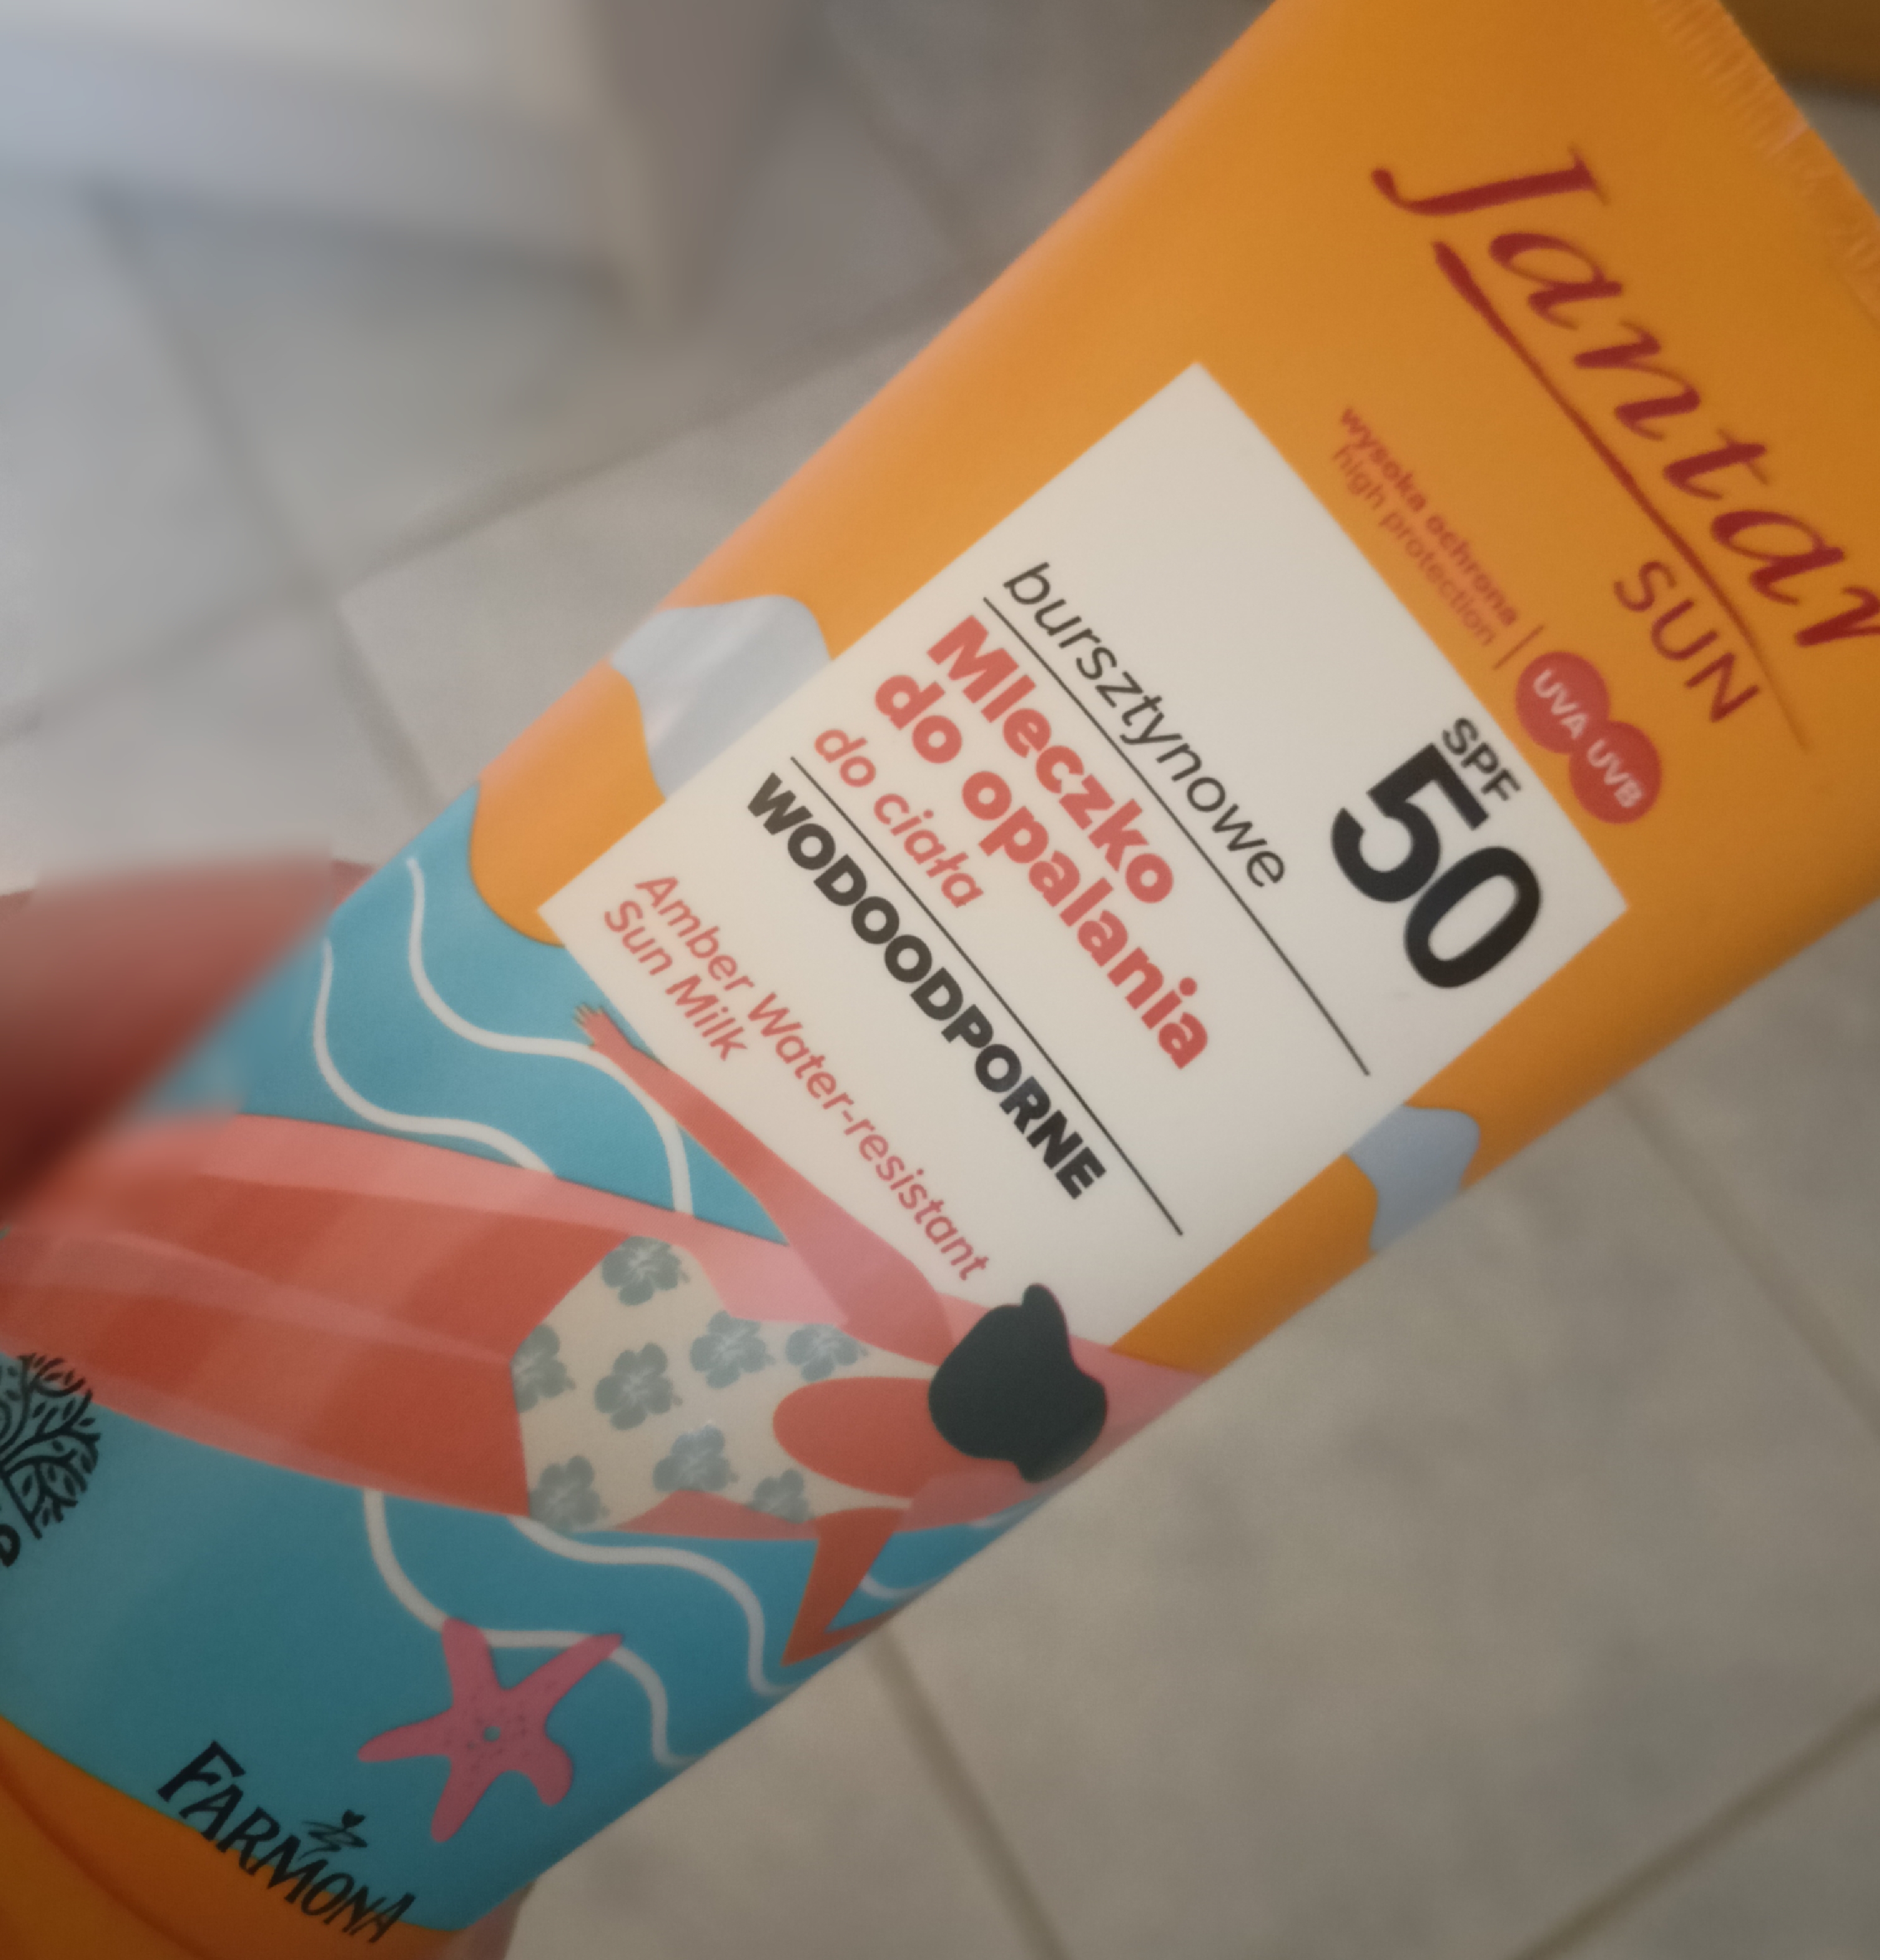 Jantar
SUN
wysoka ochrona
high protection
UVA UVB
SPF
50
bursztynowe
Mleczko
do opalania
do ciała
WODOODPORNE
Amber Water-resistant
Sun Milk
FARMONA